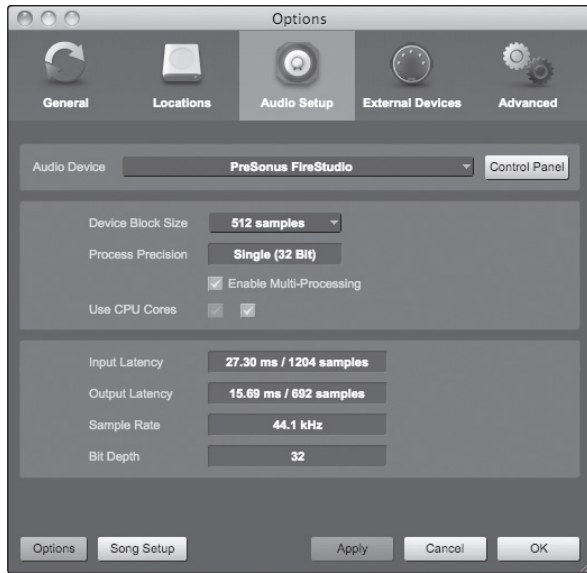 Options
General Locations Audio Setup External Devices Advanced
Audio Device PreSonus FireStudio Control Panel
Device Block Size 512 samples
Process Precision Single (32 Bit)
Enable Multi-Processing
Use CPU Cores
Input Latency 27.30 ms / 1204 samples
Output Latency 15.69 ms / 692 samples
Sample Rate 44.1 kHz
Bit Depth 32
Options Song Setup Apply Cancel OK